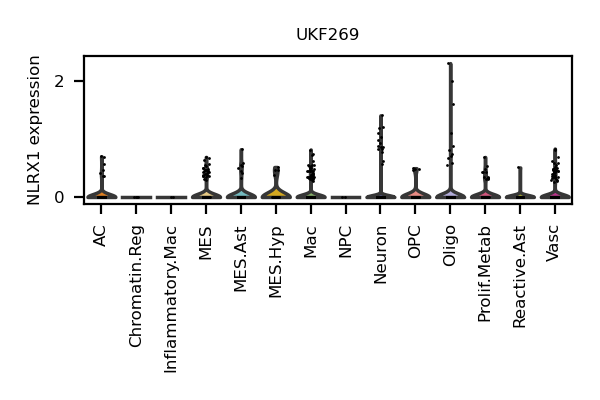 UKF269
NLRX1 expression
2
0
AC
Chromatin.Reg
Inflammatory.Mac
MES
MES.Ast
MES.Hyp
Mac
NPC
Neuron
OPC
Oligo
Prolif.Metab
Reactive.Ast
Vasc